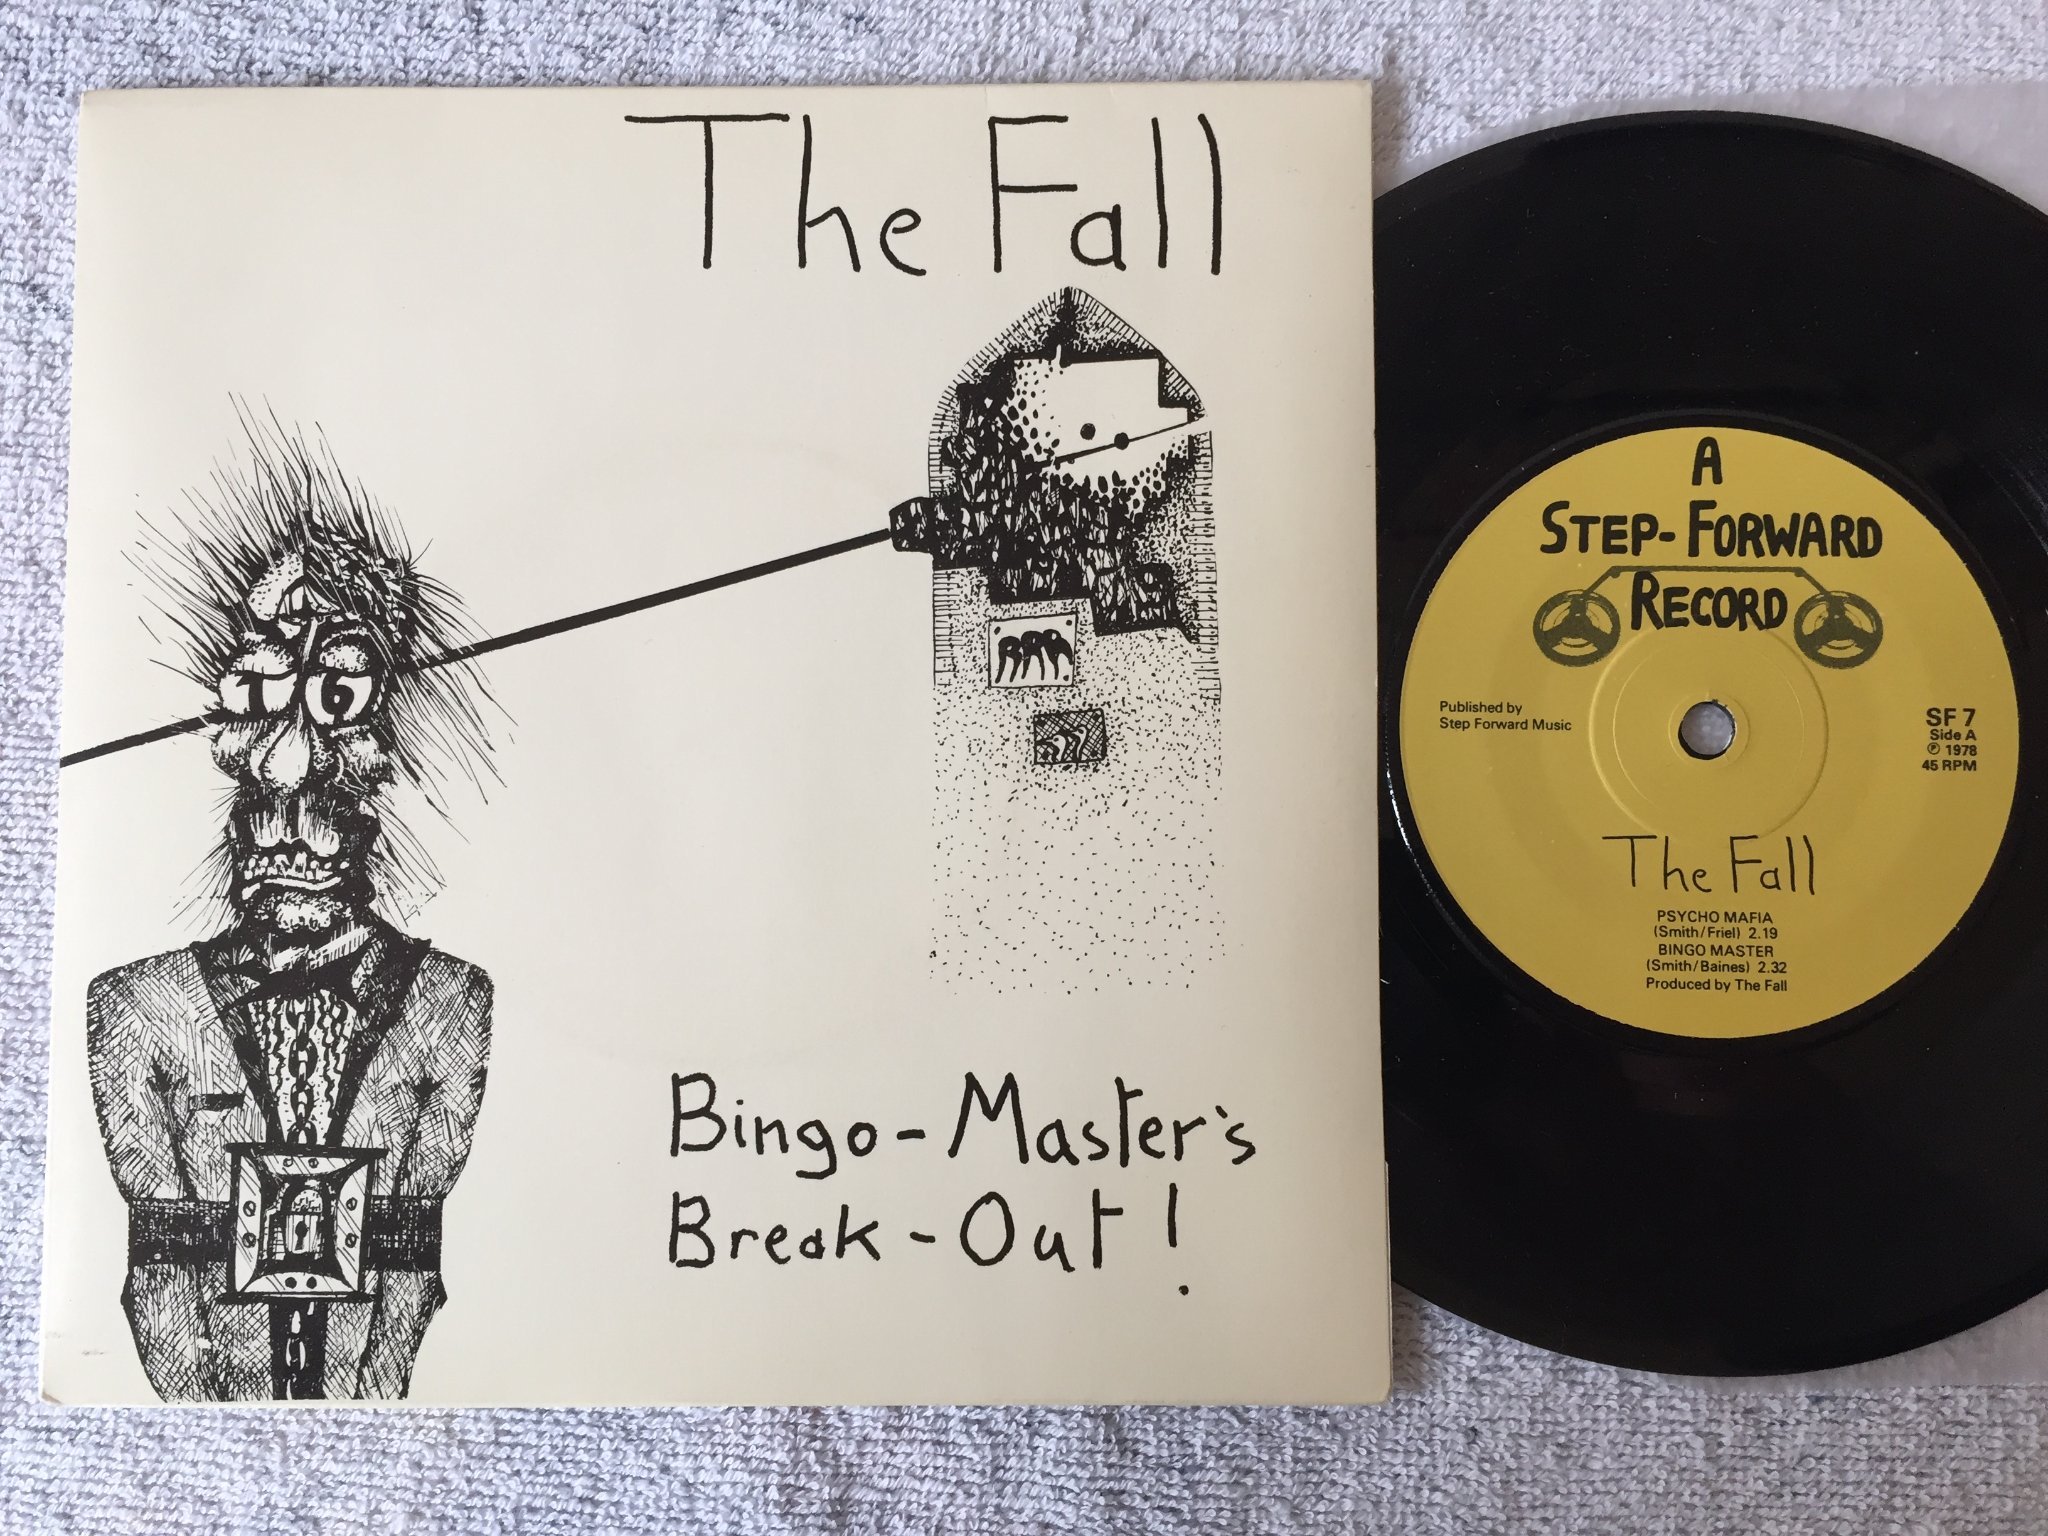 The Fall
16
Bingo-Master's
Break-Out!
A
STEP-FORWARD
RECORD
Published by
Step Forward Music
SF 7
Side A
℗ 1978
45 RPM
The Fall
PSYCHO MAFIA
(Smith/Friel) 2.19
BINGO MASTER
(Smith/Baines) 2.32
Produced by The Fall